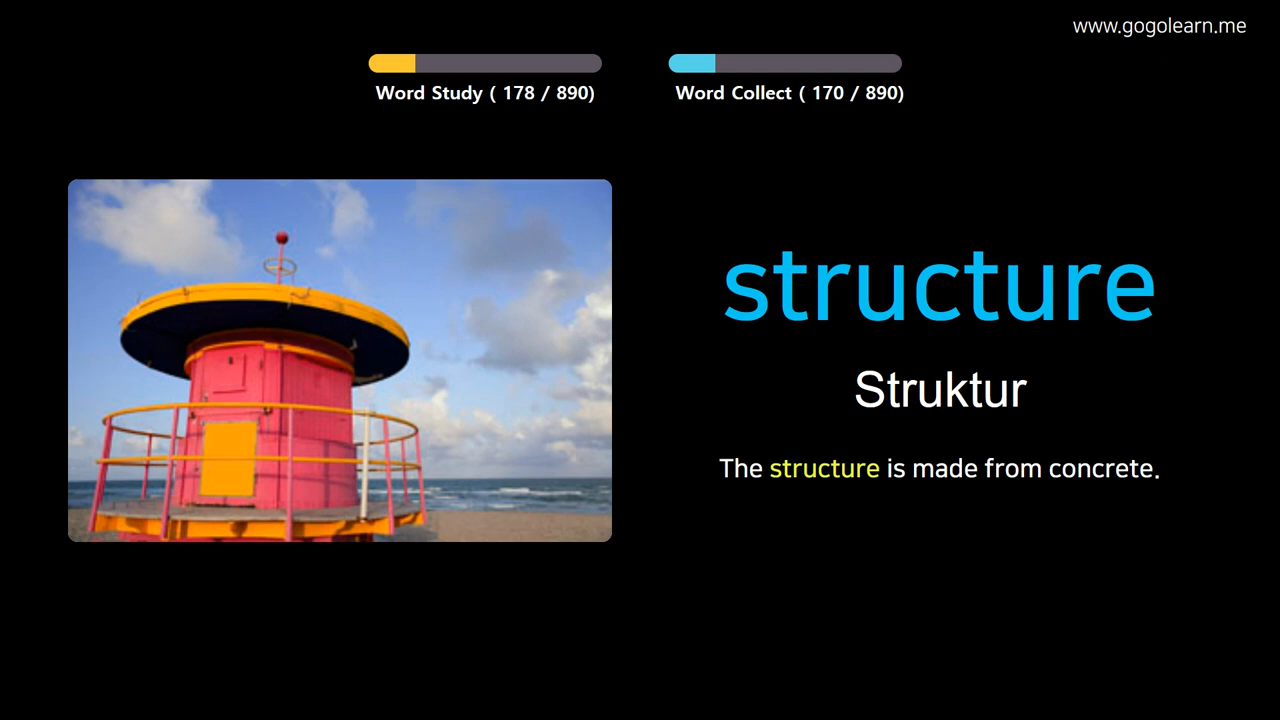 www.gogolearn.me
Word Study ( 178 / 890)
Word Collect ( 170 / 890)
structure
Struktur
The structure is made from concrete.